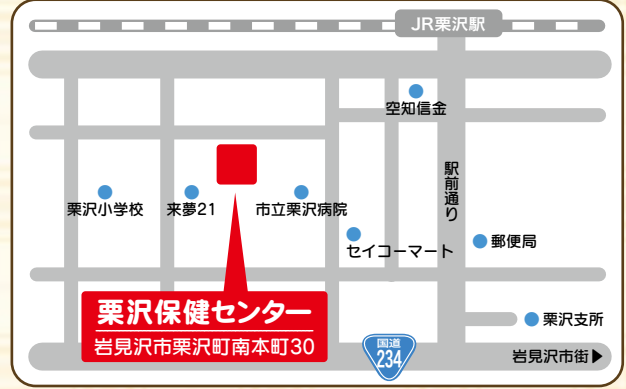 JR栗沢駅
空知信金
駅前通り
栗沢小学校
来夢21
市立栗沢病院
セイコーマート
郵便局
栗沢保健センター
岩見沢市栗沢町南本町30
栗沢支所
国道
234
岩見沢市街▶